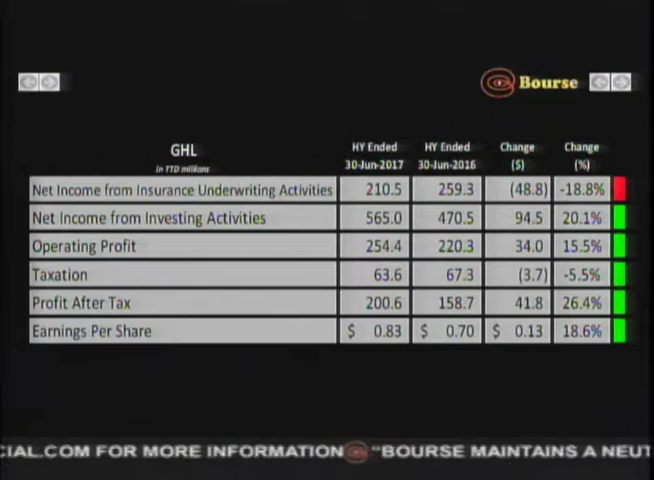 Bourse
GHL HY Ended HY Ended Change Change
in TTD millions 30-Jun-2017 30-Jun-2016 ($) (%)
Net Income from Insurance Underwriting Activities 210.5 259.3 (48.8) -18.8%
Net Income from Investing Activities 565.0 470.5 94.5 20.1%
Operating Profit 254.4 220.3 34.0 15.5%
Taxation 63.6 67.3 (3.7) -5.5%
Profit After Tax 200.6 158.7 41.8 26.4%
Earnings Per Share $ 0.83 $ 0.70 $ 0.13 18.6%
CIAL.COM FOR MORE INFORMATION "BOURSE MAINTAINS A NEUT